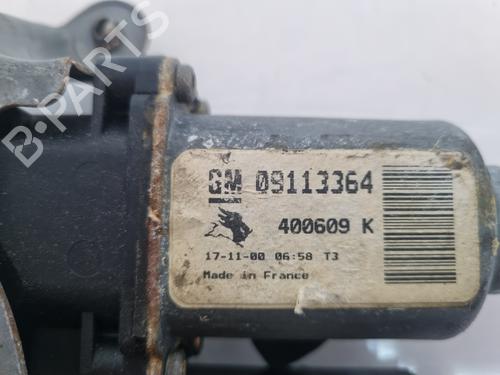 B-PARTS
GM 09113364
400609 K
17-11-00 06:58 T3
Made in France